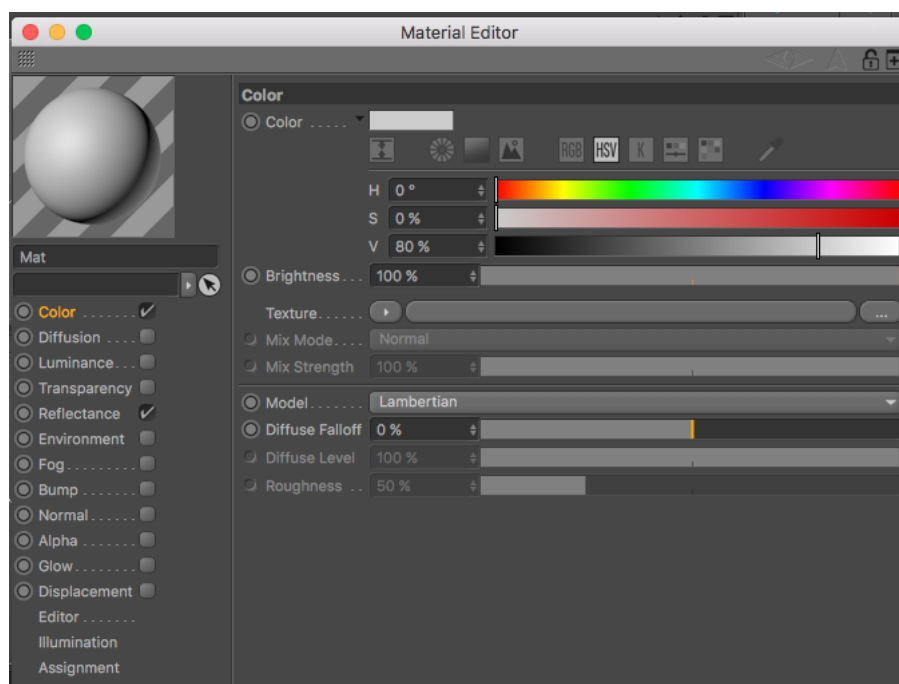 Material Editor
Color
Color .....
RGB HSV K
H 0 °
S 0 %
V 80 %
Brightness... 100 %
Texture...... ...
Mix Mode.... Normal
Mix Strength 100 %
Model....... Lambertian
Diffuse Falloff 0 %
Diffuse Level 100 %
Roughness .. 50 %
Mat
Color .......
Diffusion ....
Luminance...
Transparency
Reflectance
Environment
Fog.........
Bump .......
Normal......
Alpha .......
Glow........
Displacement
Editor .......
Illumination
Assignment